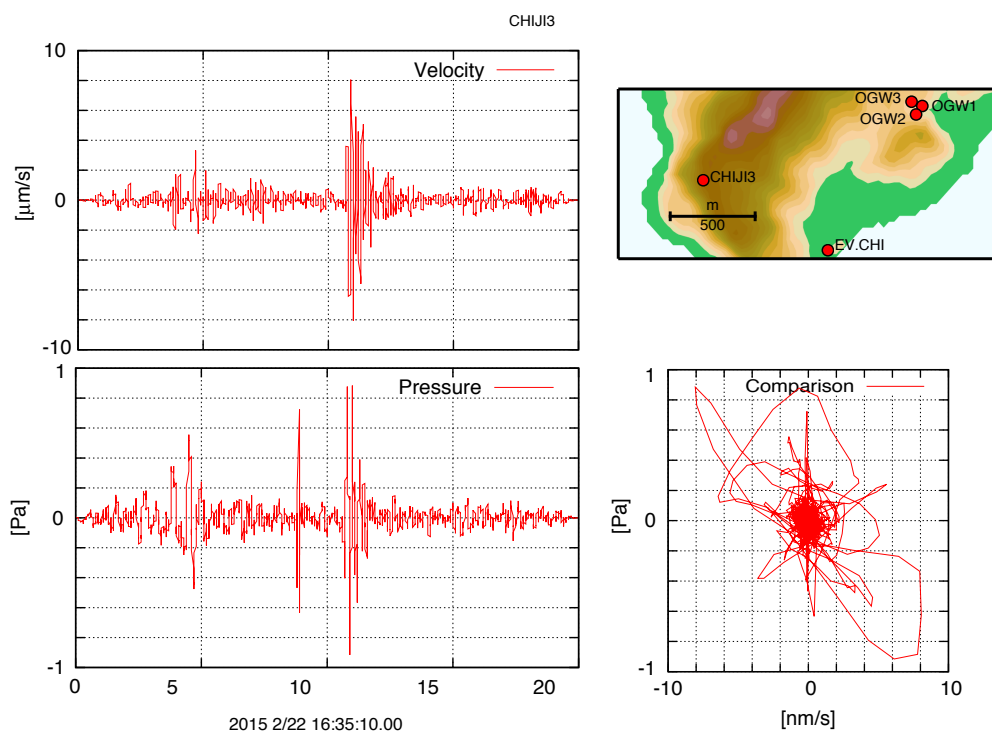 CHIJI3
10
0
-10
[µm/s]
Velocity
OGW3
OGW1
OGW2
CHIJI3
m
500
EV.CHI
1
0
-1
[Pa]
Pressure
0 5 10 15 20
2015 2/22 16:35:10.00
1
0
-1
[Pa]
Comparison
-10 0 10
[nm/s]